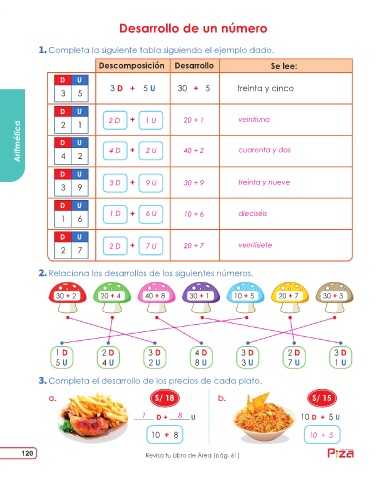 Desarrollo de un número
1. Completa la siguiente tabla siguiendo el ejemplo dado.
Descomposición Desarrollo Se lee:
D U
3 5
3 D + 5 U 30 + 5 treinta y cinco
D U
2 1
2 D + 1 U 20 + 1 veintiuno
D U
4 2
4 D + 2 U 40 + 2 cuarenta y dos
D U
3 9
3 D + 9 U 30 + 9 treinta y nueve
D U
1 6
1 D + 6 U 10 + 6 dieciséis
D U
2 7
2 D + 7 U 20 + 7 veintisiete
Aritmética
2. Relaciona los desarrollos de los siguientes números.
30 + 2 20 + 4 40 + 8 30 + 1 10 + 5 20 + 7 30 + 3
1 D 2 D 3 D 4 D 3 D 2 D 3 D
5 U 4 U 2 U 8 U 3 U 7 U 1 U
3. Completa el desarrollo de los precios de cada plato.
a. S/ 18 b. S/ 15
1 D + 8 U 10 D + 5 U
10 + 8 10 + 5
120 Revisa tu Libro de Área (pág. 61) Piza